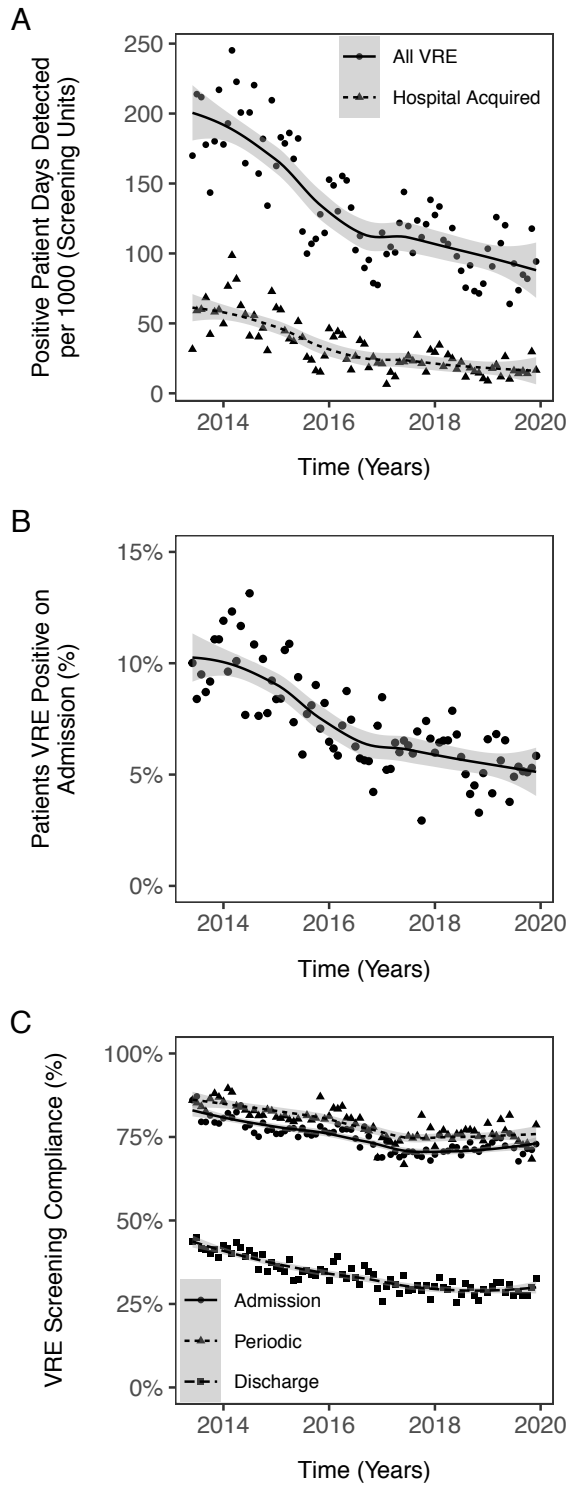 A
Positive Patient Days Detected
per 1000 (Screening Units)
250
200
150
100
50
0
All VRE
Hospital Acquired
2014 2016 2018 2020
Time (Years)
B
Patients VRE Positive on
Admission (%)
15%
10%
5%
0%
2014 2016 2018 2020
Time (Years)
C
VRE Screening Compliance (%)
100%
75%
50%
25%
0%
Admission
Periodic
Discharge
2014 2016 2018 2020
Time (Years)